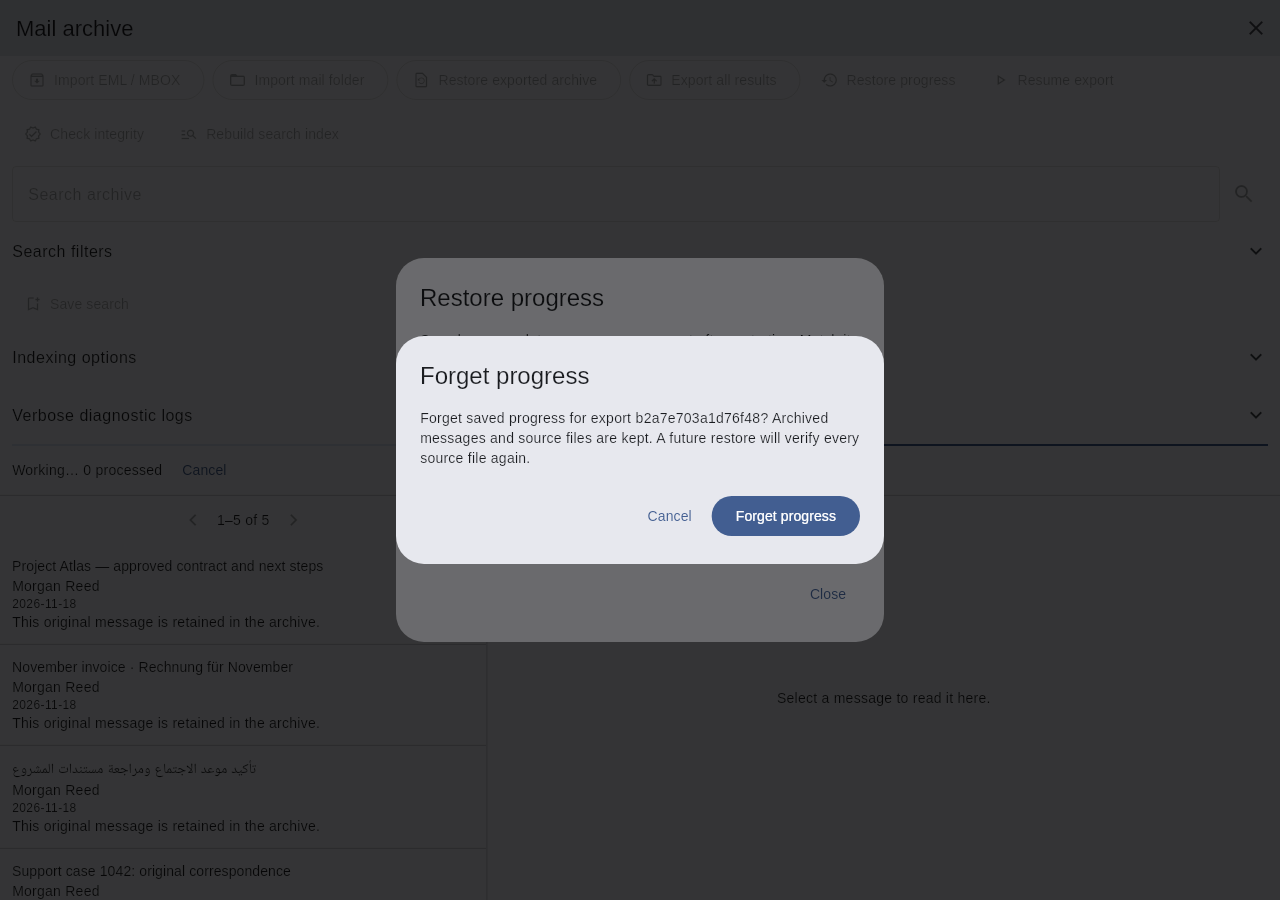 Mail archive
Import EML / MBOX
Import mail folder
Restore exported archive
Export all results
Restore progress
Resume export
Check integrity
Rebuild search index
Search archive
Search filters
Save search
Indexing options
Verbose diagnostic logs
Working… 0 processed
Cancel
1–5 of 5
Project Atlas — approved contract and next steps
Morgan Reed
2026-11-18
This original message is retained in the archive.
November invoice · Rechnung für November
Morgan Reed
2026-11-18
This original message is retained in the archive.
تأكيد موعد الاجتماع ومراجعة مستندات المشروع
Morgan Reed
2026-11-18
This original message is retained in the archive.
Support case 1042: original correspondence
Morgan Reed
Select a message to read it here.
Restore progress
Forget progress
Forget saved progress for export b2a7e703a1d76f48? Archived
messages and source files are kept. A future restore will verify every
source file again.
Cancel
Forget progress
Close